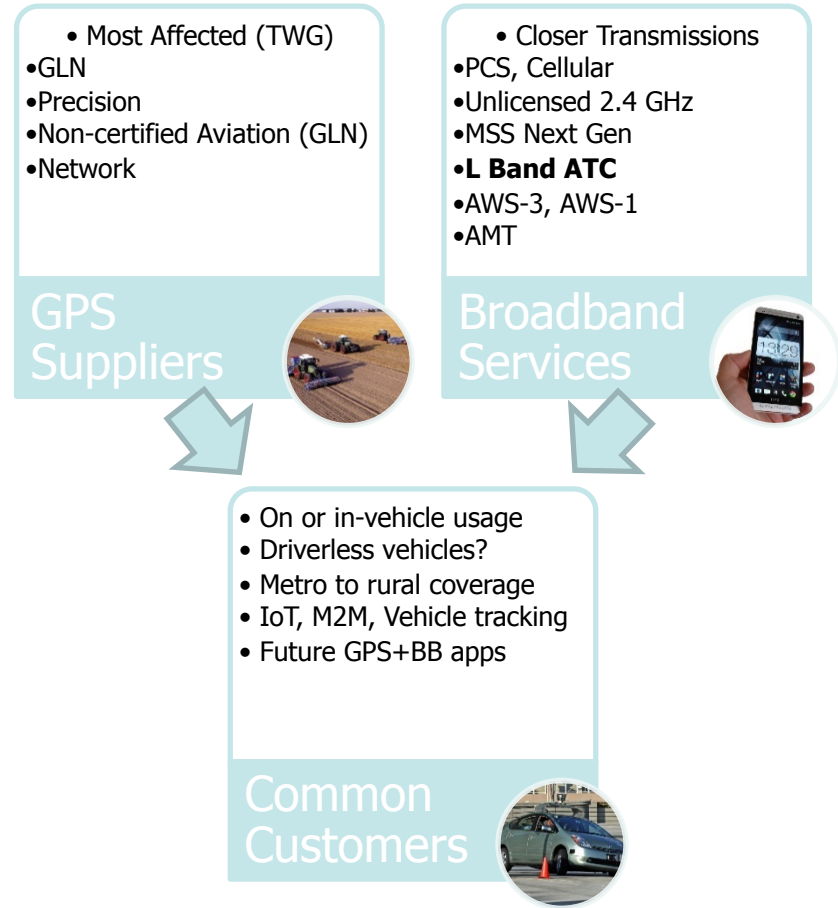 • Most Affected (TWG)
•GLN
•Precision
•Non-certified Aviation (GLN)
•Network
GPS
Suppliers
• Closer Transmissions
•PCS, Cellular
•Unlicensed 2.4 GHz
•MSS Next Gen
•L Band ATC
•AWS-3, AWS-1
•AMT
Broadband
Services
13:29
• On or in-vehicle usage
• Driverless vehicles?
• Metro to rural coverage
• IoT, M2M, Vehicle tracking
• Future GPS+BB apps
Common
Customers